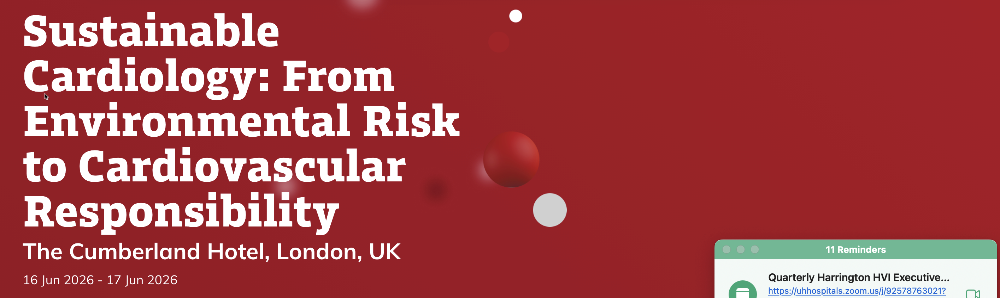 Sustainable
Cardiology: From
Environmental Risk
to Cardiovascular
Responsibility
The Cumberland Hotel, London, UK
16 Jun 2026 - 17 Jun 2026
11 Reminders
Quarterly Harrington HVI Executive...
https://uhhospitals.zoom.us/j/92578763021?